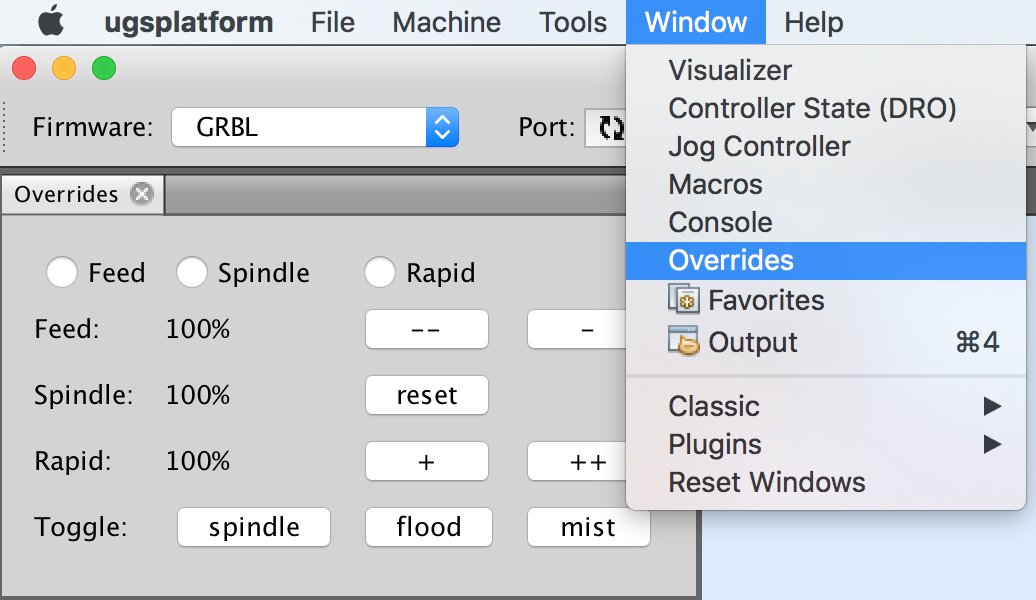 ugsplatform File Machine Tools Window Help
Visualizer
Controller State (DRO)
Jog Controller
Macros
Console
Overrides
Favorites
Output ⌘4
Classic ▶
Plugins ▶
Reset Windows
Firmware: GRBL Port:
Overrides
Feed Spindle Rapid
Feed: 100% -- -
Spindle: 100% reset
Rapid: 100% + ++
Toggle: spindle flood mist